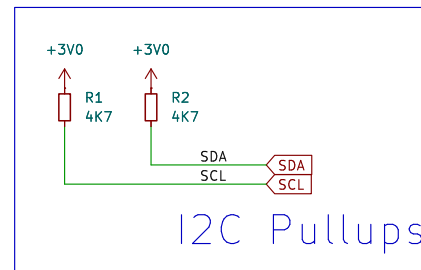 +3V0 +3V0
R1 R2
4K7 4K7
SDA SDA
SCL SCL
I2C Pullups